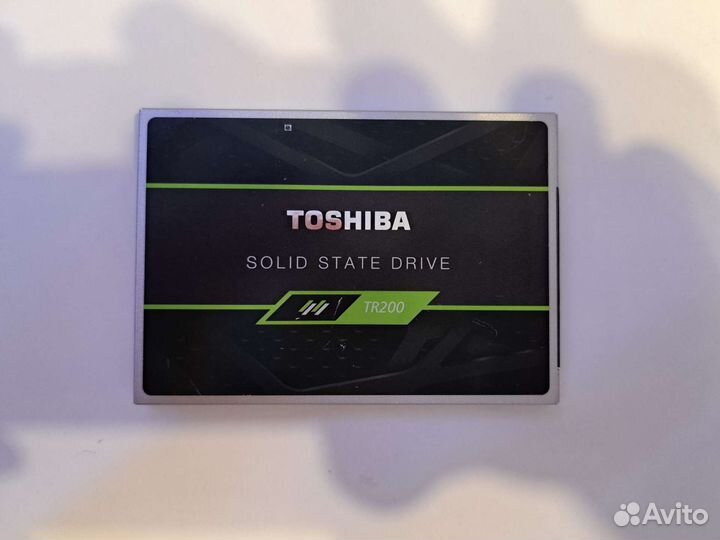 TOSHIBA
SOLID STATE DRIVE
TR200
Avito